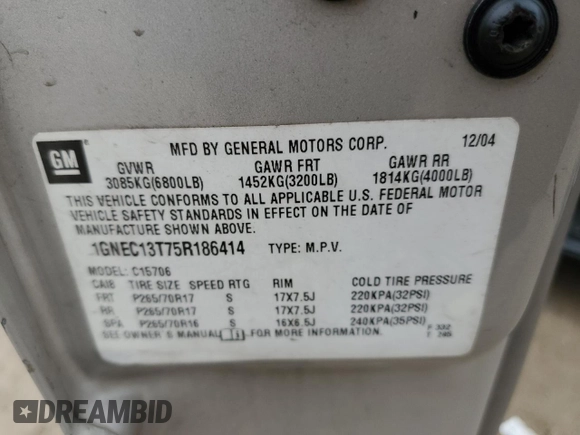 GM
MFD BY GENERAL MOTORS CORP. 12/04
GVWR GAWR FRT GAWR RR
3085KG(6800LB) 1452KG(3200LB) 1814KG(4000LB)
THIS VEHICLE CONFORMS TO ALL APPLICABLE U.S. FEDERAL MOTOR
VEHICLE SAFETY STANDARDS IN EFFECT ON THE DATE OF
MANUFACTURE SHOWN ABOVE.
1GNEC13T75R186414 TYPE: M.P.V.
MODEL: C15706
TIRE SIZE SPEED RTG RIM COLD TIRE PRESSURE
FRT P265/70R17 S 17X7.5J 220KPA(32PSI)
RR P265/70R17 S 17X7.5J 220KPA(32PSI)
SPA P265/70R16 S 16X6.5J 240KPA(35PSI)
SEE OWNER'S MANUAL FOR MORE INFORMATION.
DREAMBID